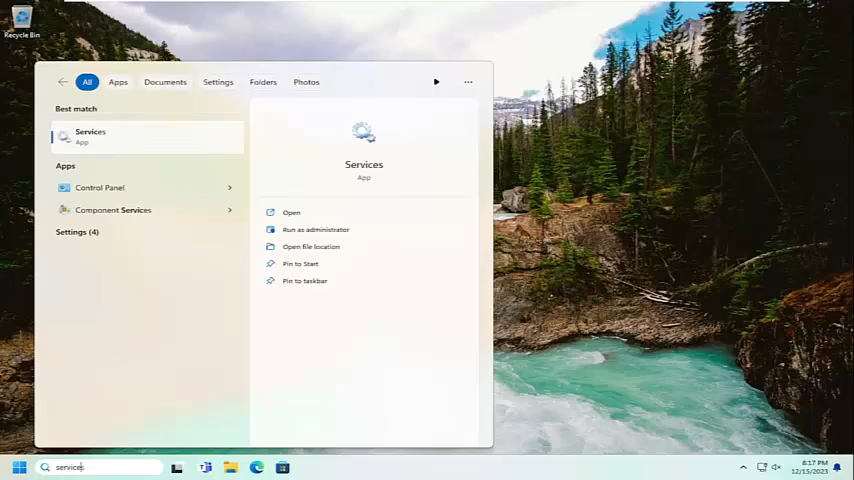 Recycle Bin
All Apps Documents Settings Folders Photos
Best match
Services
App
Apps
Control Panel
Component Services
Settings (4)
Services
App
Open
Run as administrator
Open file location
Pin to Start
Pin to taskbar
services
8:17 PM
12/15/2023